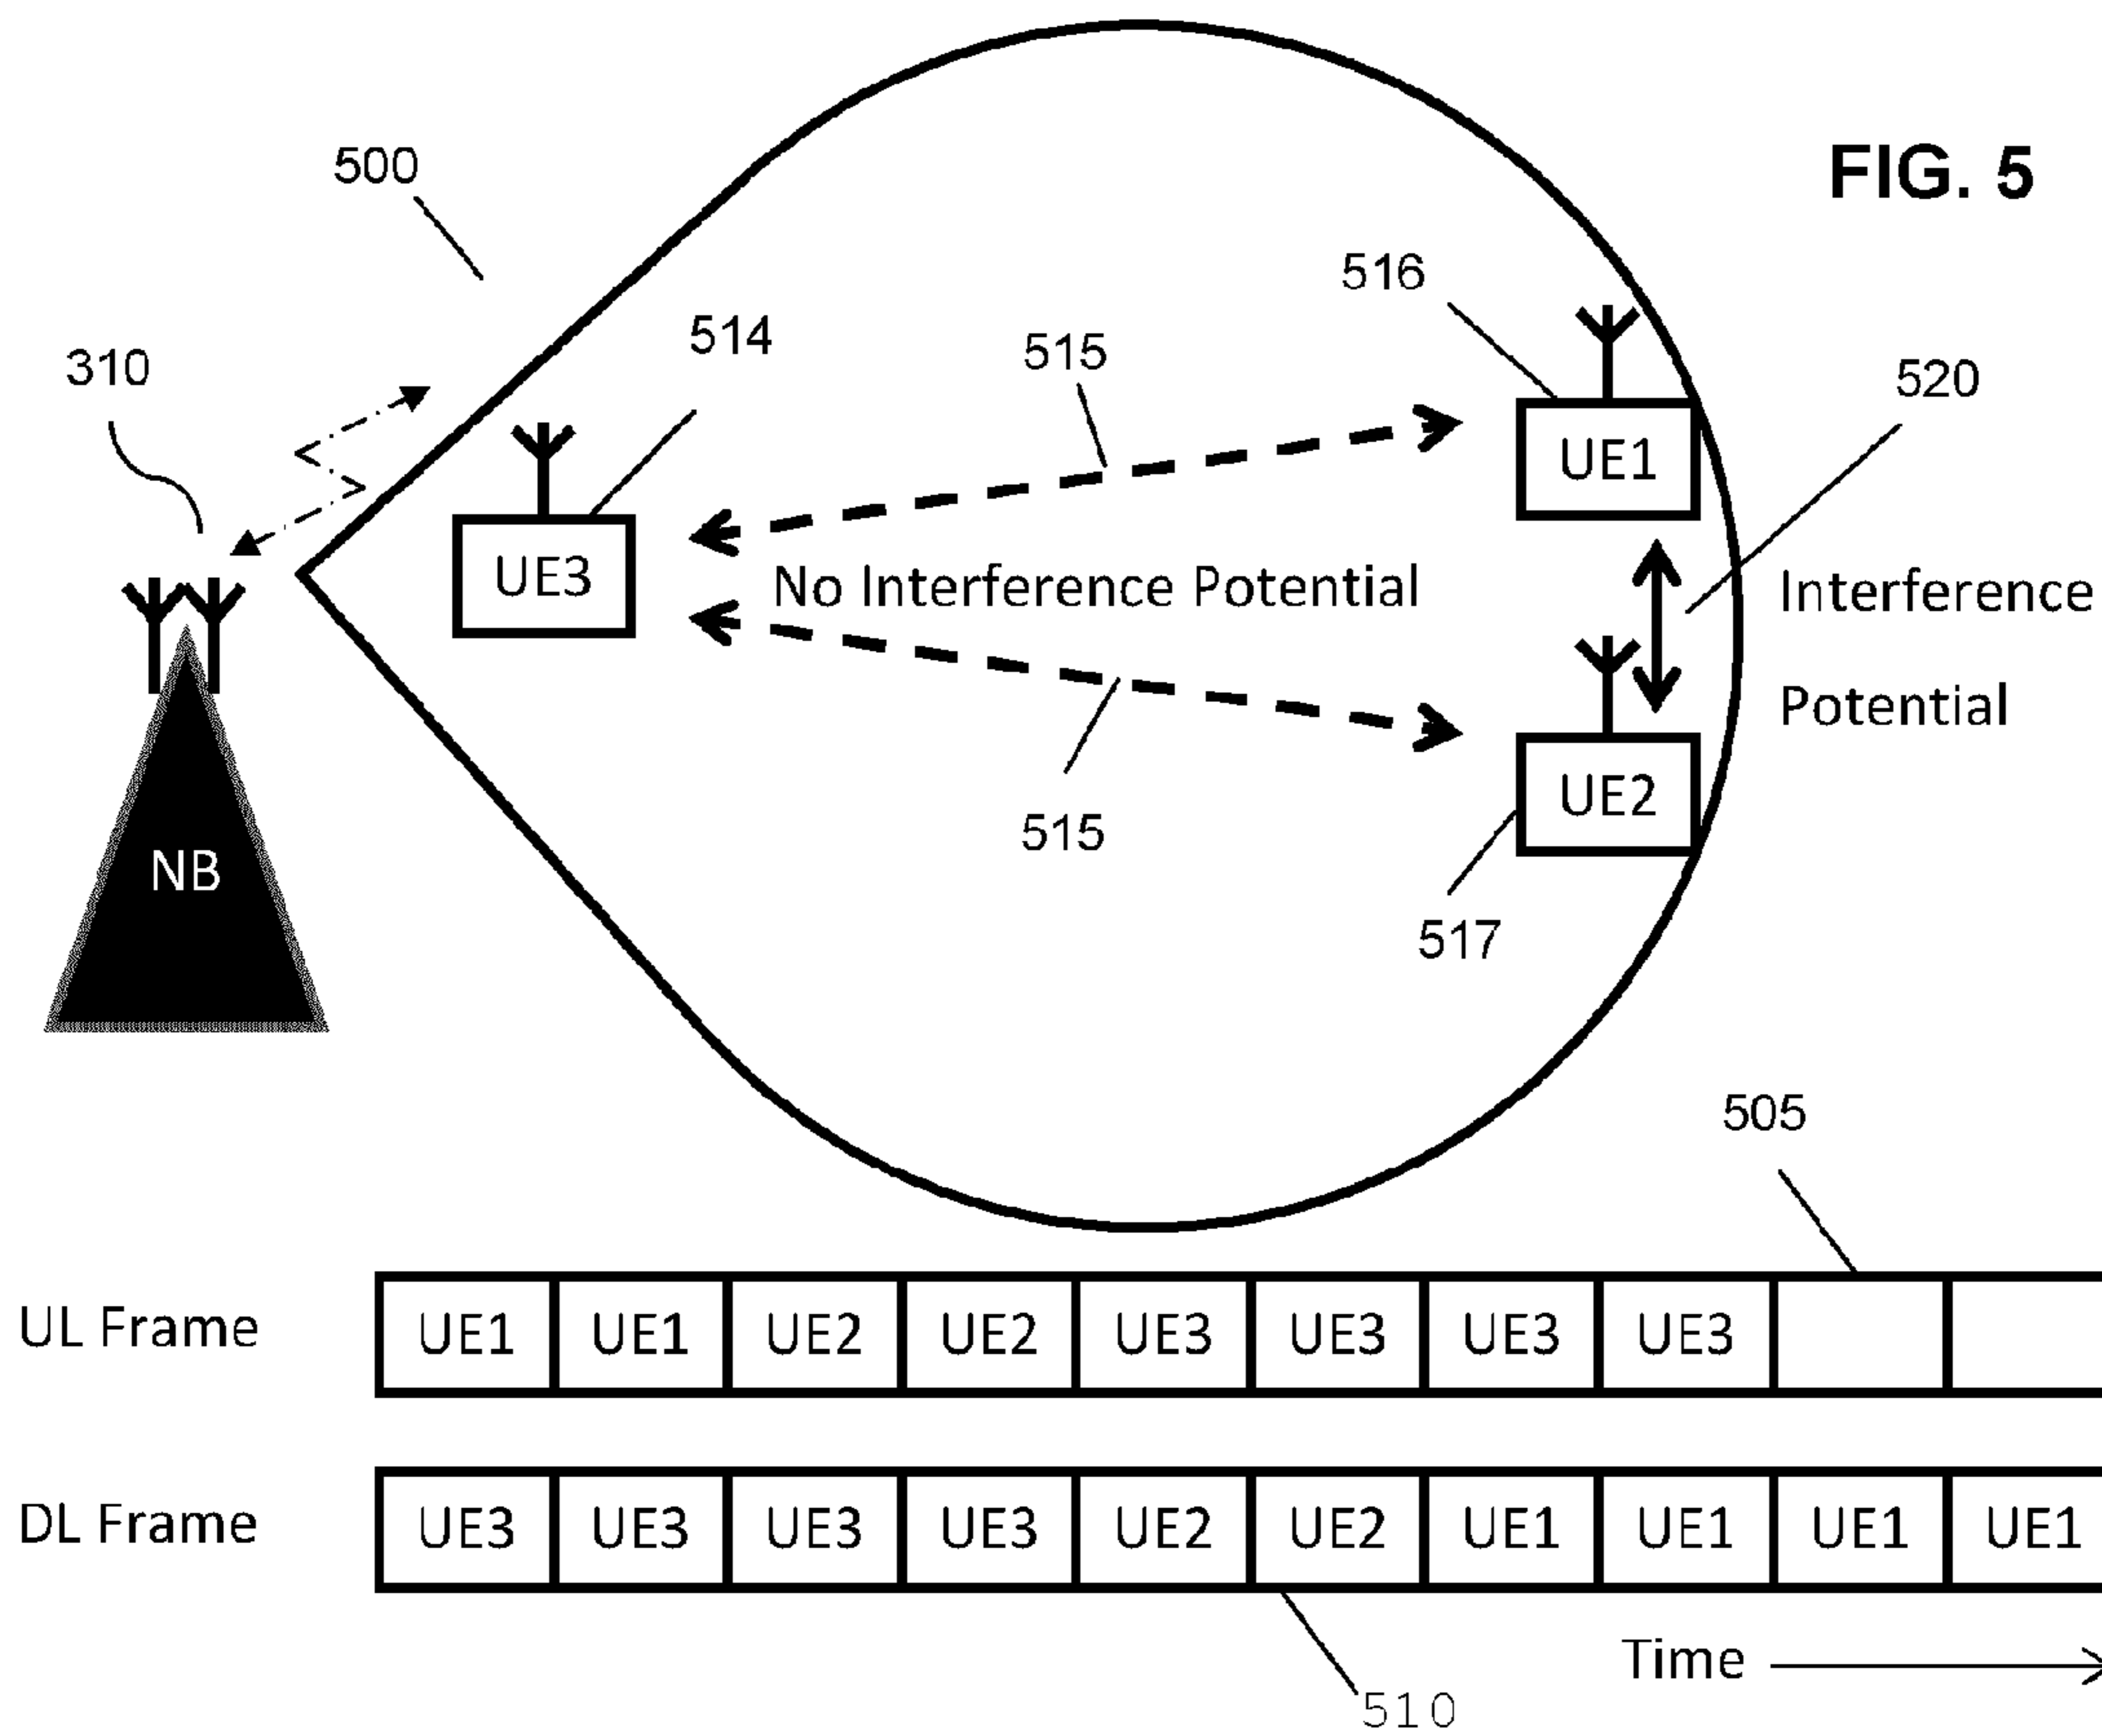 FIG. 5
500
516
514
515
310
520
UE1
UE3
No Interference Potential
Interference
Potential
UE2
515
NB
517
505
UL Frame UE1 UE1 UE2 UE2 UE3 UE3 UE3 UE3
DL Frame UE3 UE3 UE3 UE3 UE2 UE2 UE1 UE1 UE1 UE1
Time
510